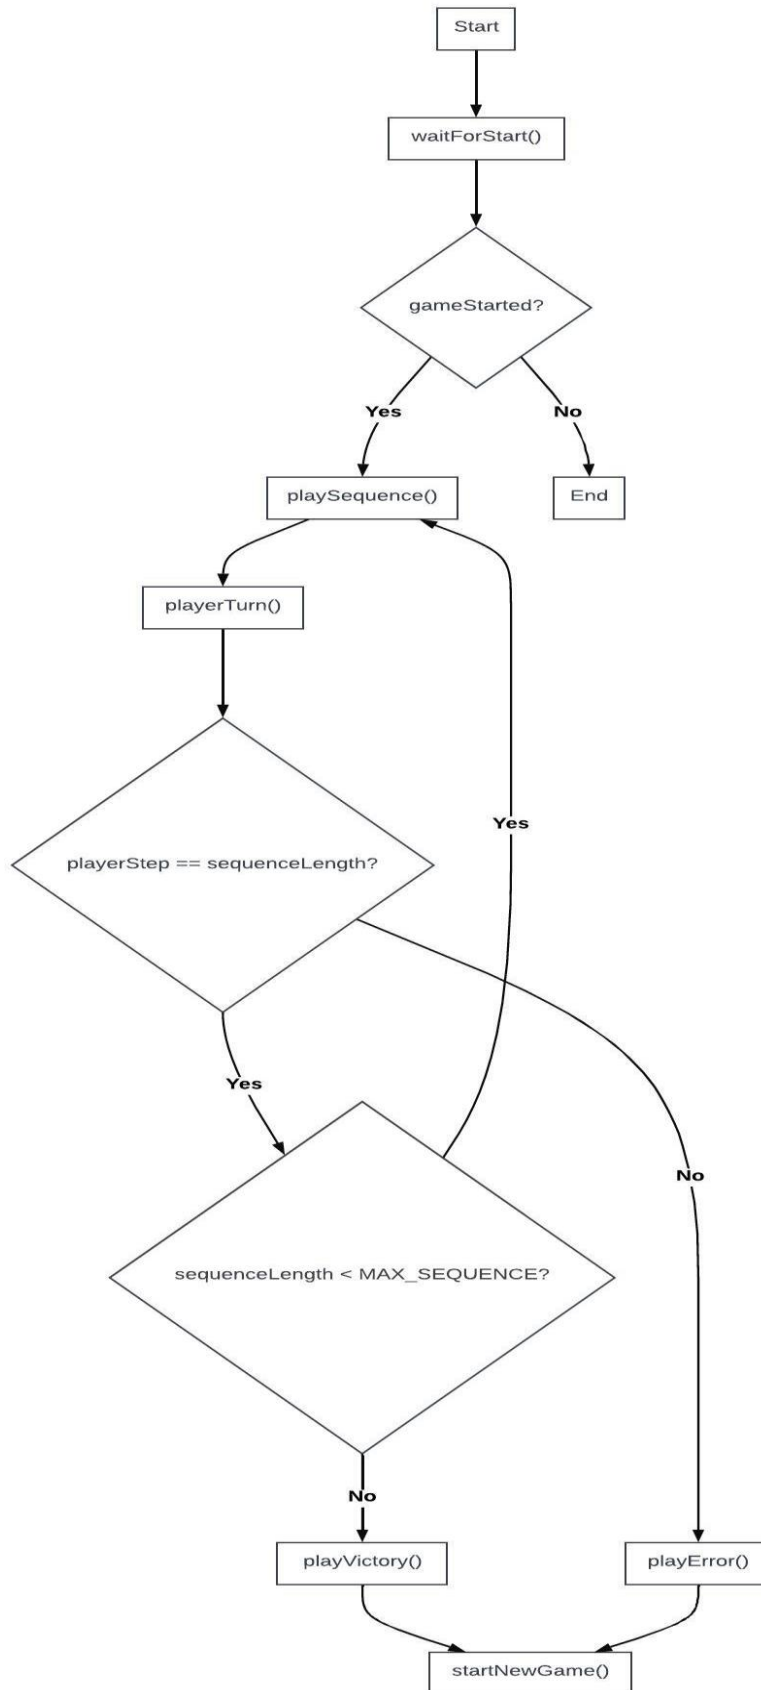 Start
waitForStart()
gameStarted?
Yes
No
playSequence()
End
playerTurn()
Yes
playerStep == sequenceLength?
Yes
No
sequenceLength < MAX_SEQUENCE?
No
playVictory()
playError()
startNewGame()